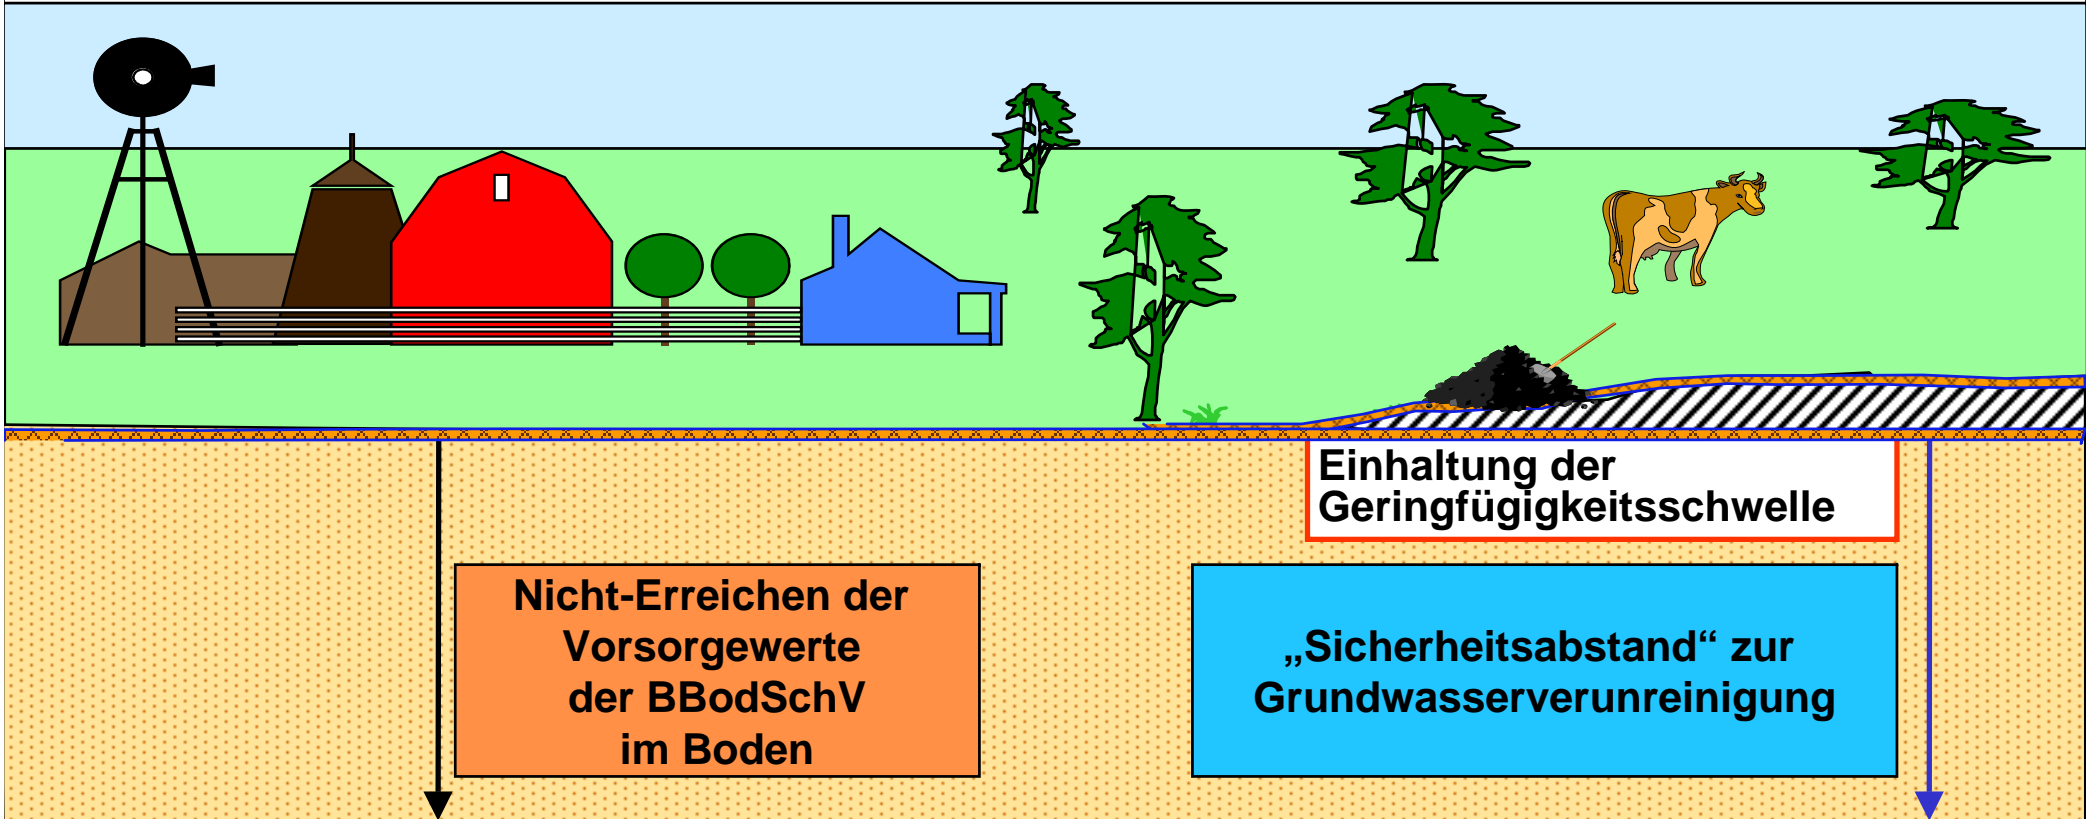 Einhaltung der
Geringfügigkeitsschwelle
Nicht-Erreichen der
Vorsorgewerte
der BBodSchV
im Boden
„Sicherheitsabstand“ zur
Grundwasserverunreinigung